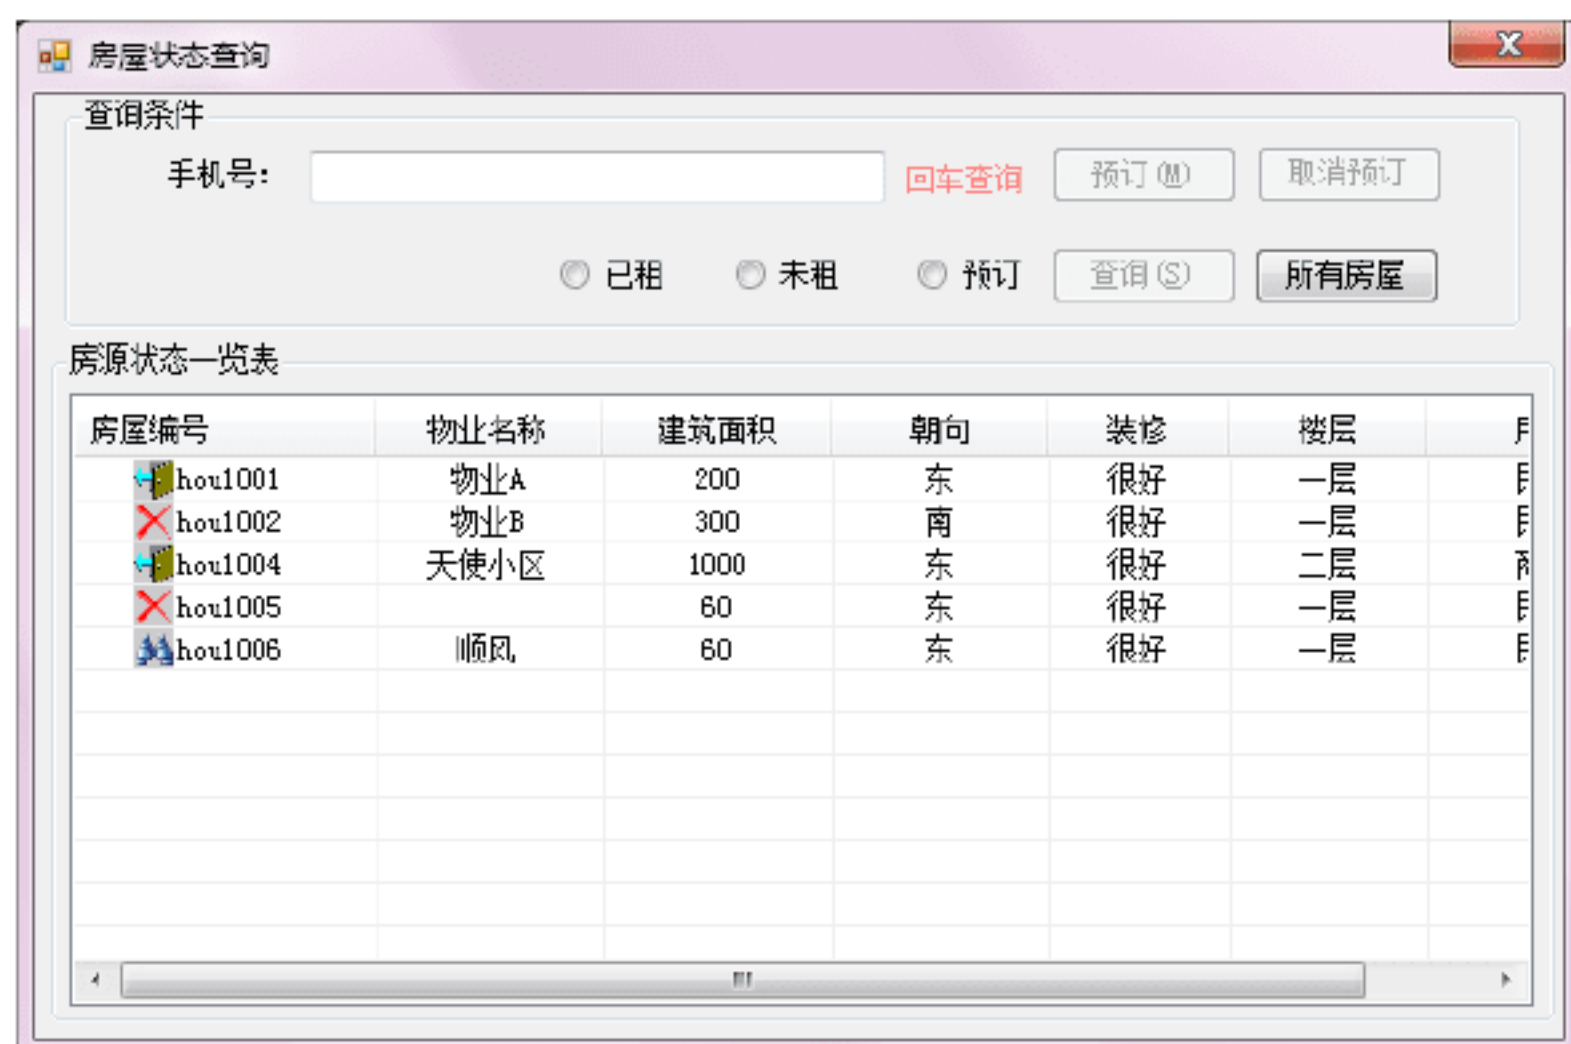 房屋状态查询
查询条件
手机号: 回车查询 预订(M) 取消预订
已租 未租 预订 查询(S) 所有房屋
房源状态一览表
房屋编号 物业名称 建筑面积 朝向 装修 楼层
hou1001 物业A 200 东 很好 一层
hou1002 物业B 300 南 很好 一层
hou1004 天使小区 1000 东 很好 二层
hou1005 60 东 很好 一层
hou1006 顺风 60 东 很好 一层